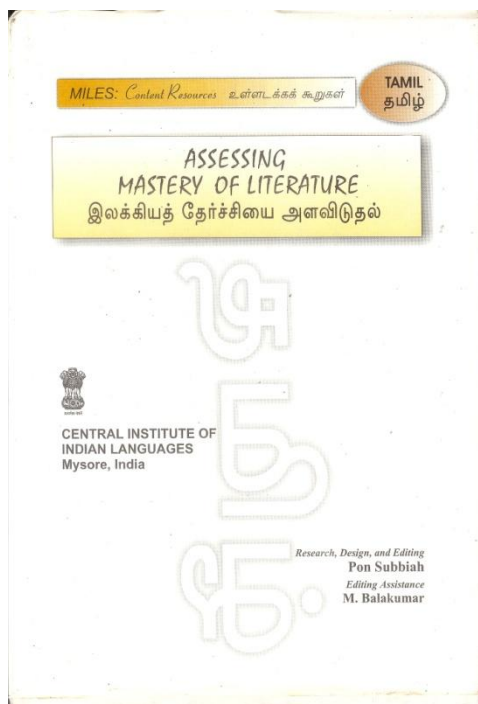 MILES: Content Resources உள்ளடக்கக் கூறுகள்
TAMIL
தமிழ்
ASSESSING
MASTERY OF LITERATURE
இலக்கியத் தேர்ச்சியை அளவிடுதல்
CENTRAL INSTITUTE OF
INDIAN LANGUAGES
Mysore, India
Research, Design, and Editing
Pon Subbiah
Editing Assistance
M. Balakumar